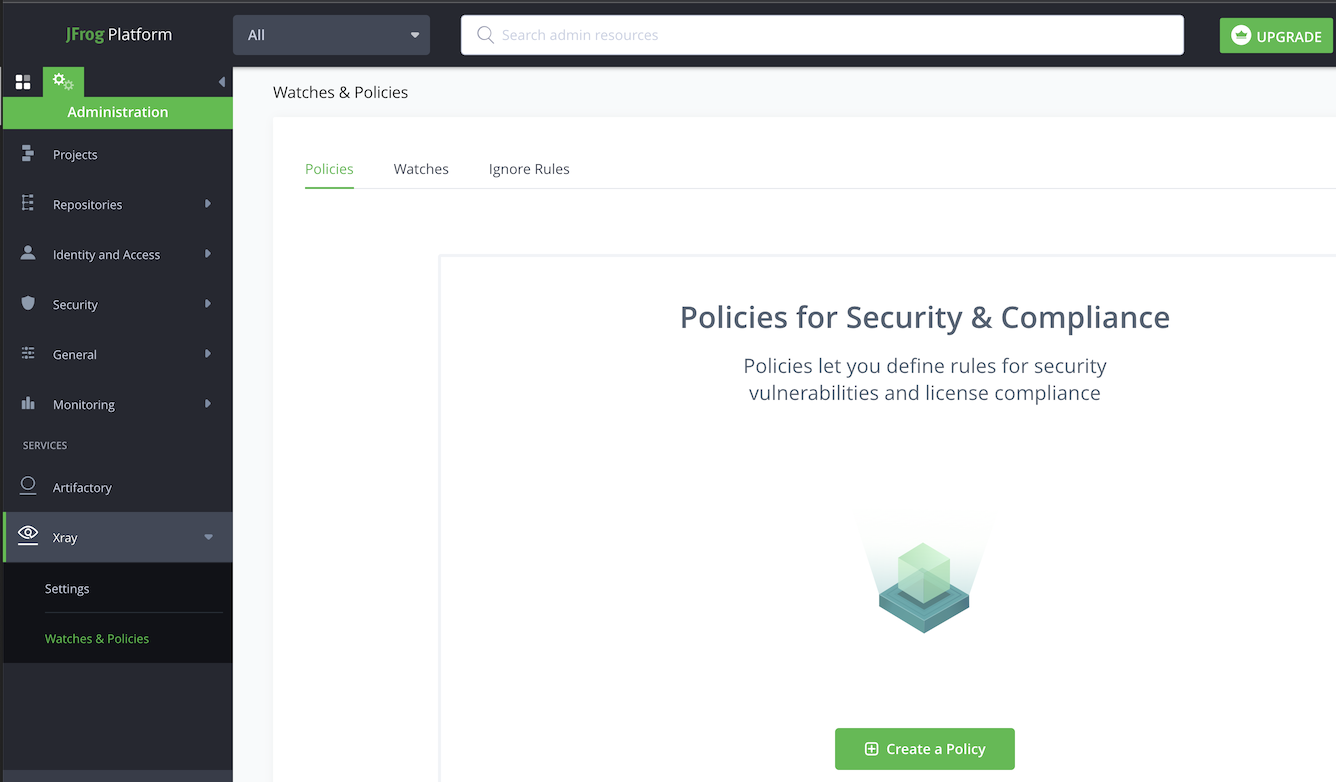 JFrog Platform
All
Search admin resources
UPGRADE
Administration
Projects
Repositories
Identity and Access
Security
General
Monitoring
SERVICES
Artifactory
Xray
Settings
Watches & Policies
Watches & Policies
Policies
Watches
Ignore Rules
Policies for Security & Compliance
Policies let you define rules for security
vulnerabilities and license compliance
Create a Policy